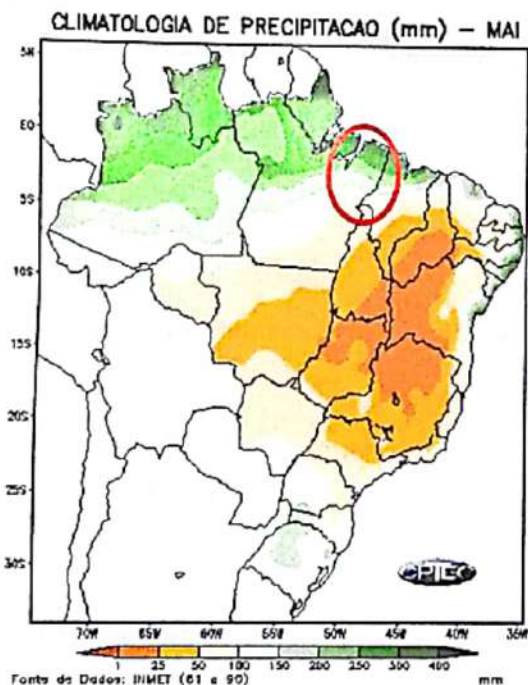 CLIMATOLOGIA DE PRECIPITACAO (mm) — MAI
5N
EQ
5S
10S
15S
20S
25S
30S
CPTEC
70W 65W 60W 55W 50W 45W 40W 35W
1 25 50 100 150 200 250 300 400
Fonte de Dados: INMET (61 a 90) mm